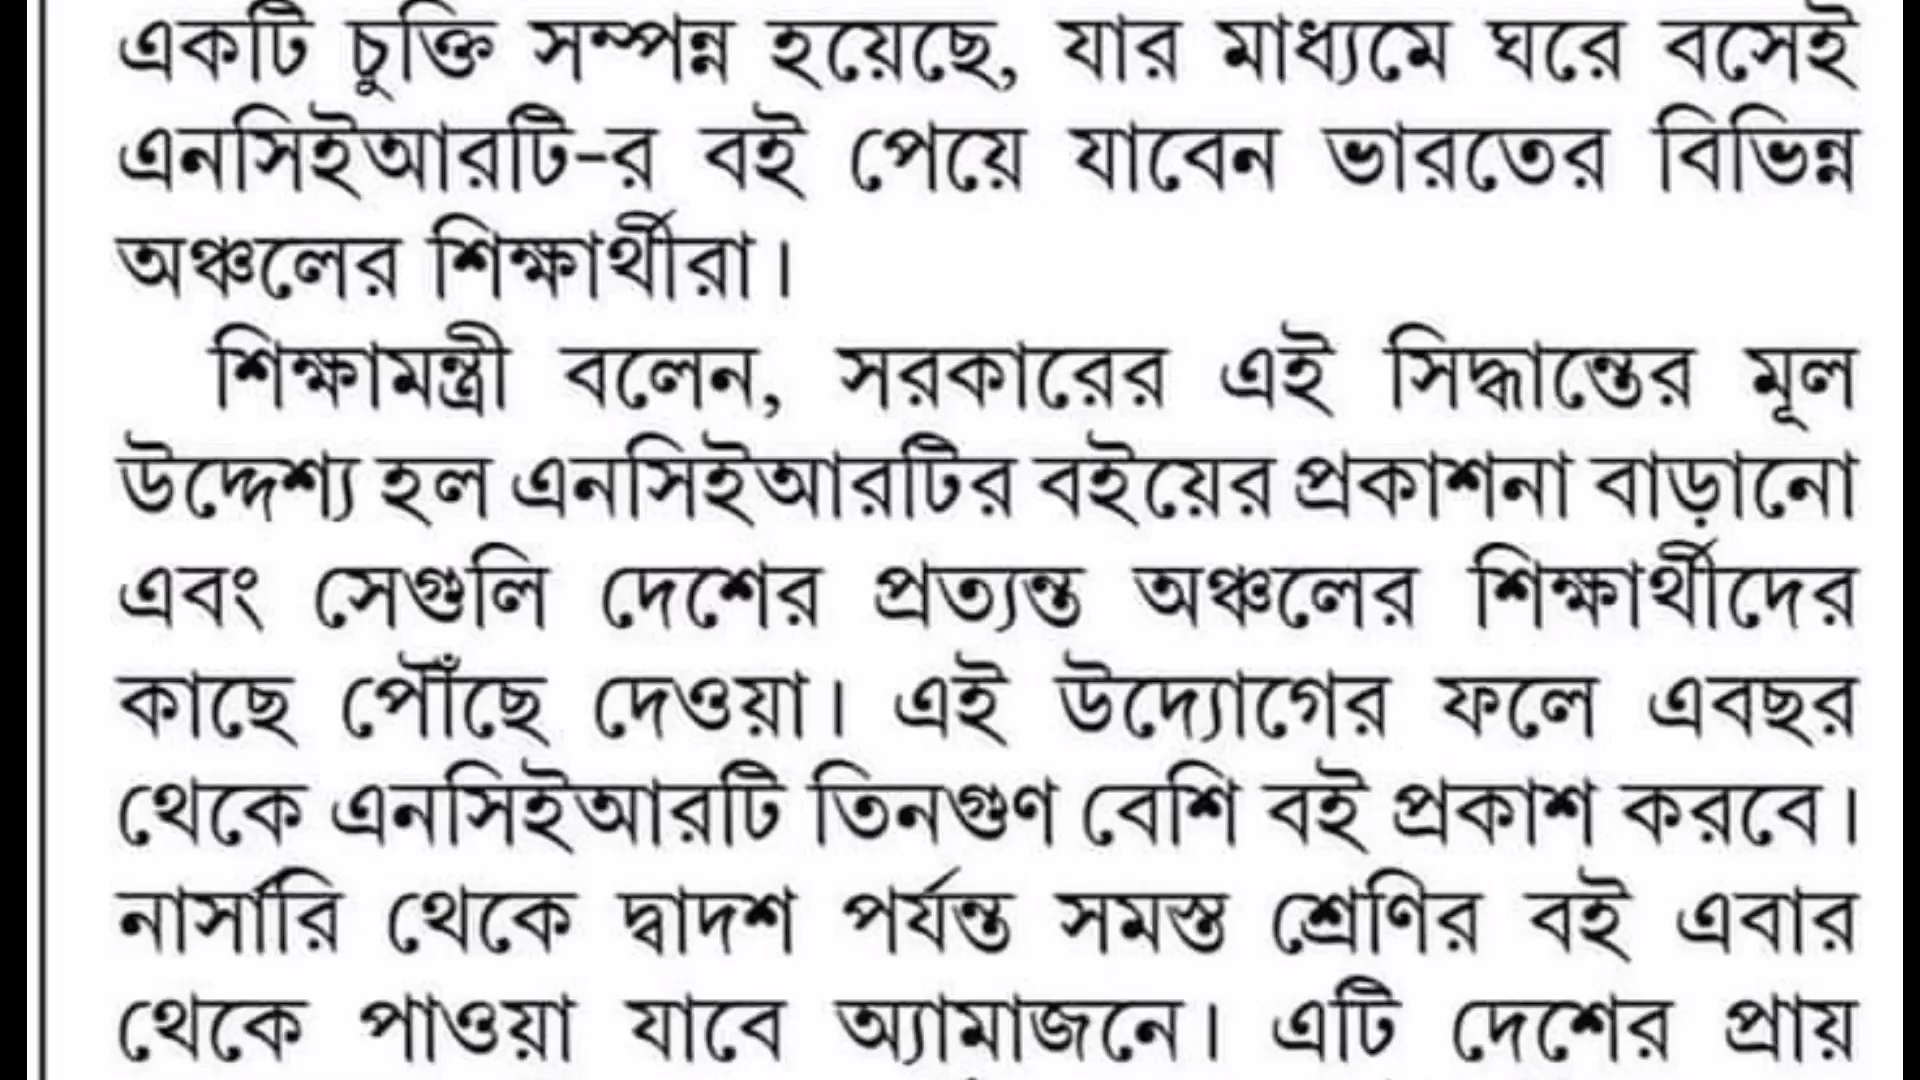 একটি চুক্তি সম্পন্ন হয়েছে, যার মাধ্যমে ঘরে বসেই
এনসিইআরটি-র বই পেয়ে যাবেন ভারতের বিভিন্ন
অঞ্চলের শিক্ষার্থীরা।
শিক্ষামন্ত্রী বলেন, সরকারের এই সিদ্ধান্তের মূল
উদ্দেশ্য হল এনসিইআরটির বইয়ের প্রকাশনা বাড়ানো
এবং সেগুলি দেশের প্রত্যন্ত অঞ্চলের শিক্ষার্থীদের
কাছে পৌঁছে দেওয়া। এই উদ্যোগের ফলে এবছর
থেকে এনসিইআরটি তিনগুণ বেশি বই প্রকাশ করবে।
নার্সারি থেকে দ্বাদশ পর্যন্ত সমস্ত শ্রেণির বই এবার
থেকে পাওয়া যাবে অ্যামাজনে। এটি দেশের প্রায়